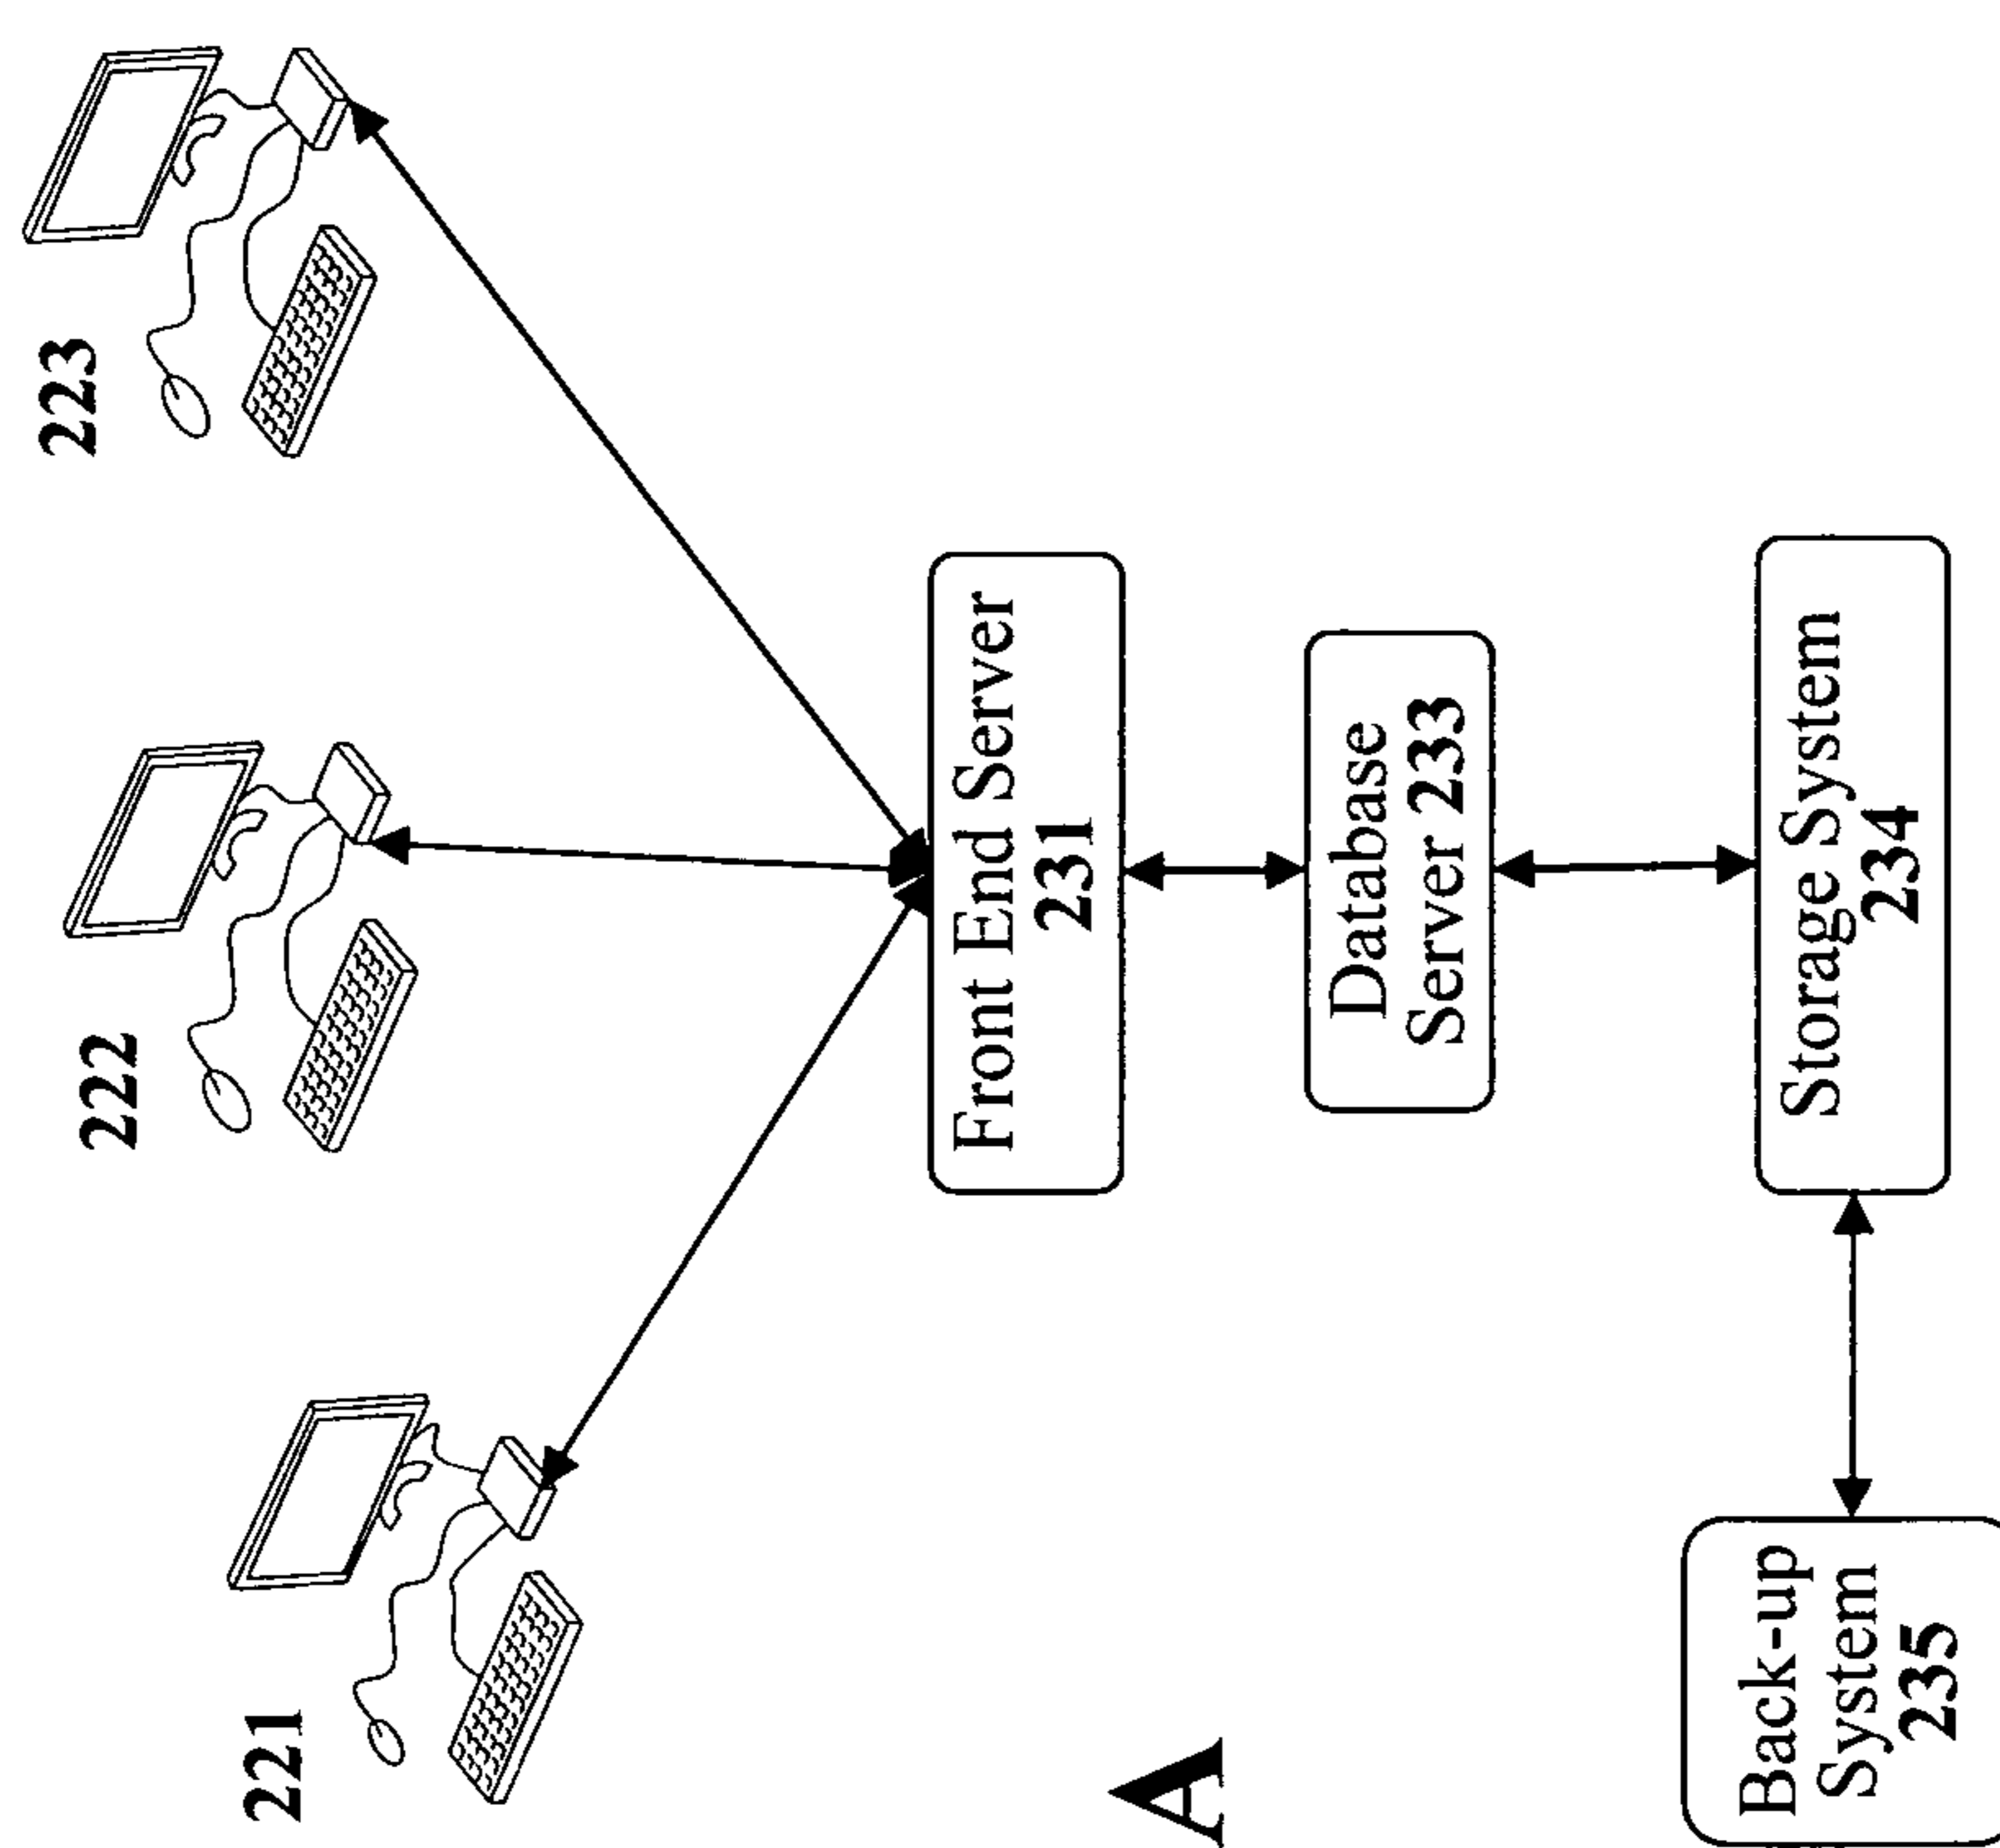 221
222
223
Front End Server
231
Database
Server 233
Storage System
234
Back-up
System
235
A